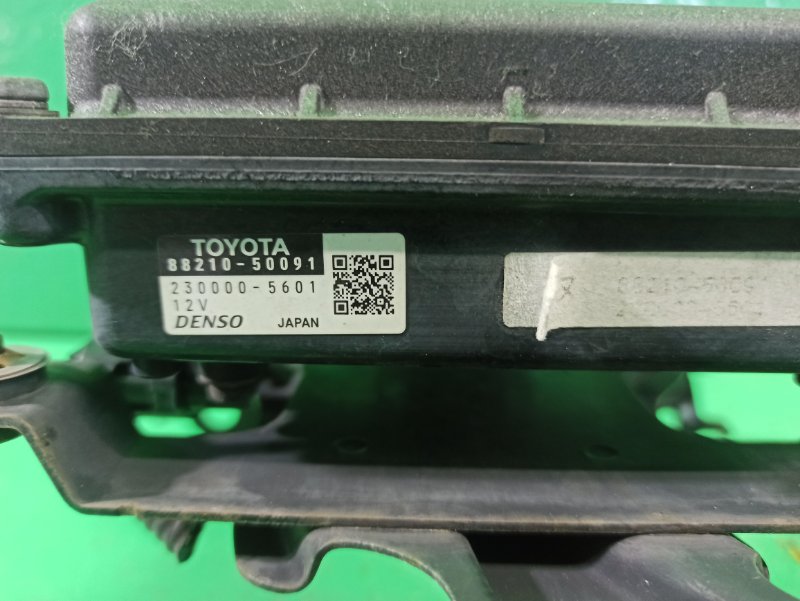 TOYOTA
88210-50091
230000-5601
12V
DENSO JAPAN